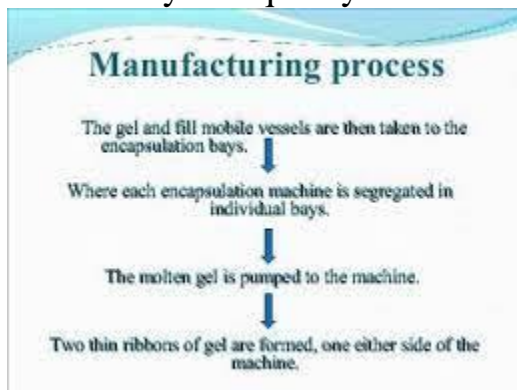 Manufacturing process
The gel and fill mobile vessels are then taken to the
encapsulation bays.
Where each encapsulation machine is segregated in
individual bays.
The molten gel is pumped to the machine.
Two thin ribbons of gel are formed, one either side of the
machine.